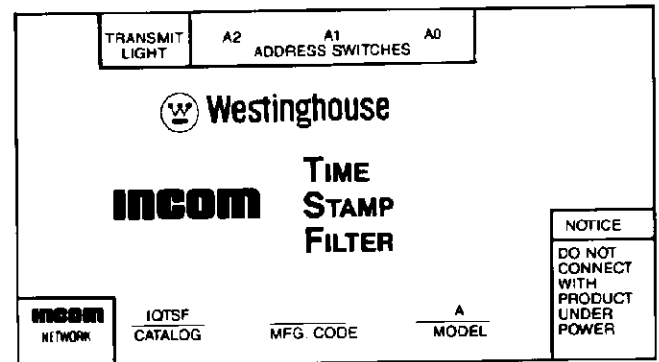 TRANSMIT LIGHT
A2 A1 A0
ADDRESS SWITCHES
W Westinghouse
INCOM
TIME
STAMP
FILTER
NOTICE
DO NOT
CONNECT
WITH
PRODUCT
UNDER
POWER
INCOM
NETWORK
IQTSF
CATALOG
MFG. CODE
A
MODEL